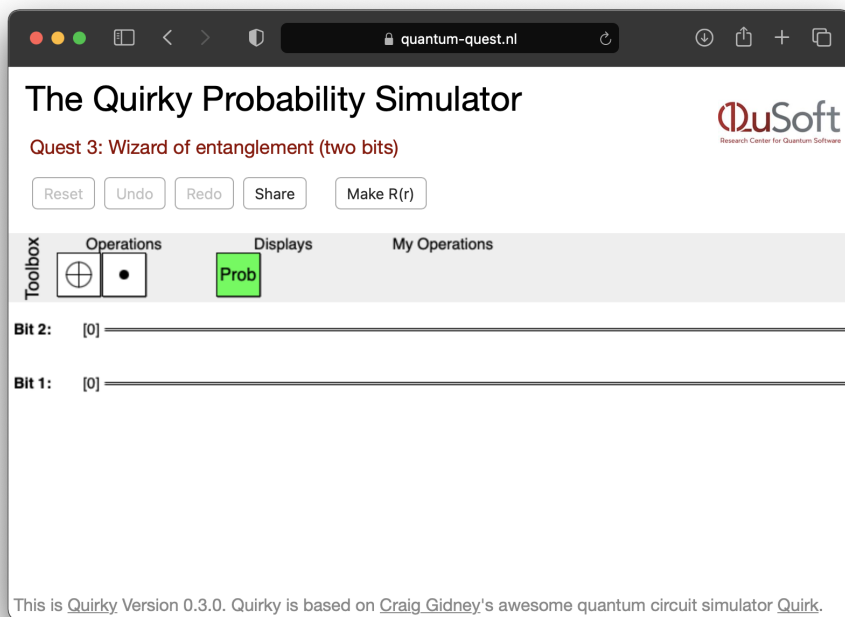 quantum-quest.nl
The Quirky Probability Simulator
QuSoft
Research Center for Quantum Software
Quest 3: Wizard of entanglement (two bits)
Reset Undo Redo Share Make R(r)
Toolbox
Operations Displays My Operations
Prob
Bit 2: [0]
Bit 1: [0]
This is Quirky Version 0.3.0. Quirky is based on Craig Gidney's awesome quantum circuit simulator Quirk.